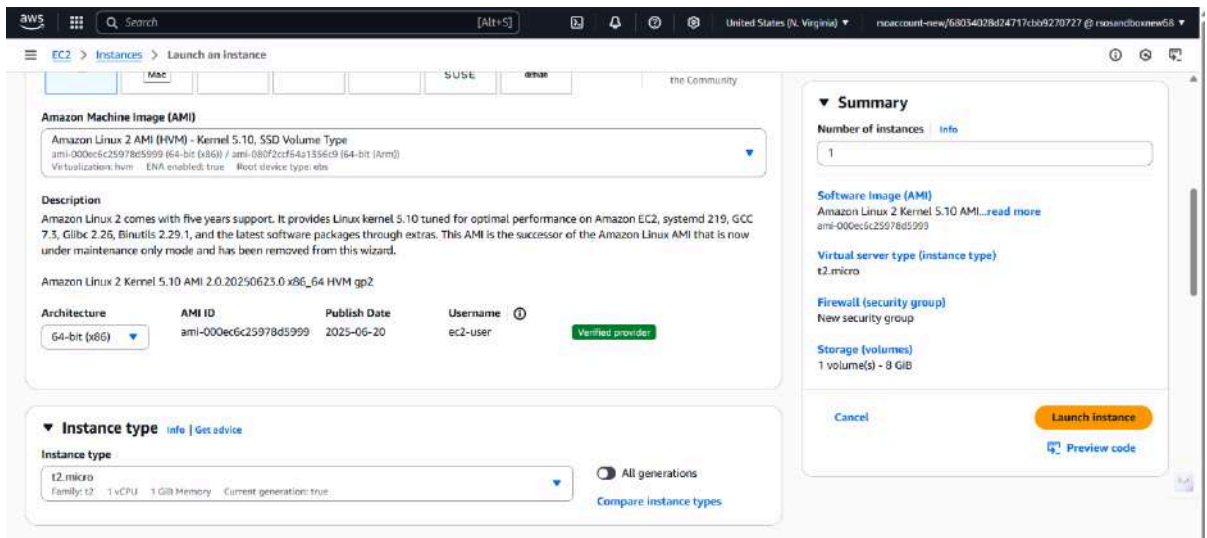 aws
Search [Alt+S]
United States (N. Virginia) ▼
rsoaccount-new/68034028d24717cbb9270727 @ rsosandboxnew68 ▼
EC2 > Instances > Launch an instance
Mac
SUSE
debian
the Community
Amazon Machine Image (AMI)
Amazon Linux 2 AMI (HVM) - Kernel 5.10, SSD Volume Type
ami-000ec6c25978d5999 (64-bit (x86)) / ami-080f2ccf64a1356c9 (64-bit (Arm))
Virtualization: hvm ENA enabled: true Root device type: ebs
Description
Amazon Linux 2 comes with five years support. It provides Linux kernel 5.10 tuned for optimal performance on Amazon EC2, systemd 219, GCC
7.3, Glibc 2.26, Binutils 2.29.1, and the latest software packages through extras. This AMI is the successor of the Amazon Linux AMI that is now
under maintenance only mode and has been removed from this wizard.
Amazon Linux 2 Kernel 5.10 AMI 2.0.20250623.0 x86_64 HVM gp2
Architecture AMI ID Publish Date Username
64-bit (x86) ami-000ec6c25978d5999 2025-06-20 ec2-user Verified provider
Instance type Info | Get advice
Instance type
t2.micro
Family: t2 1 vCPU 1 GiB Memory Current generation: true
All generations
Compare instance types
Summary
Number of instances Info
1
Software Image (AMI)
Amazon Linux 2 Kernel 5.10 AMI...read more
ami-000ec6c25978d5999
Virtual server type (instance type)
t2.micro
Firewall (security group)
New security group
Storage (volumes)
1 volume(s) - 8 GiB
Cancel
Launch instance
Preview code